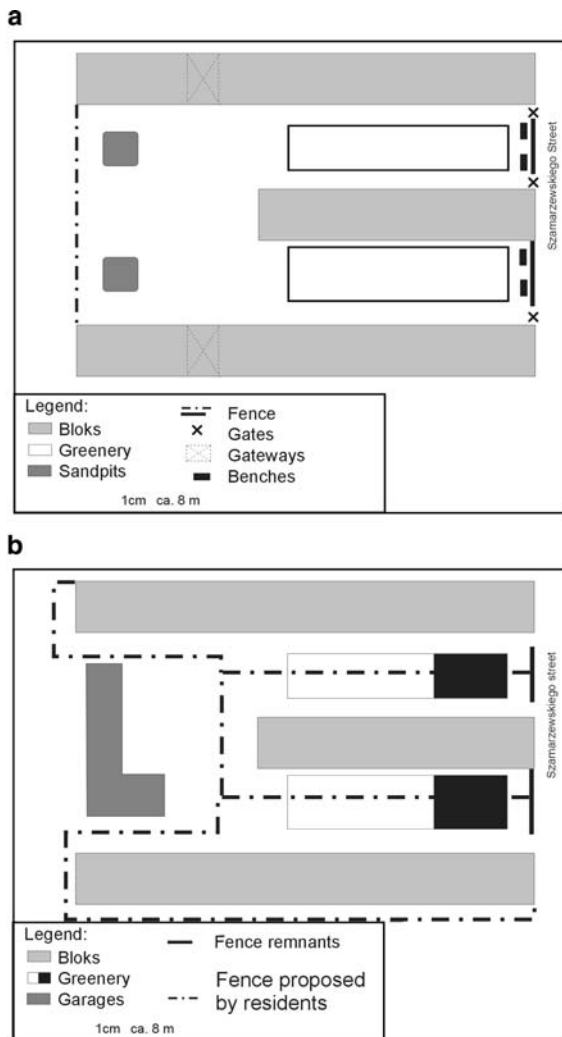 a
Szamarzewskiego Street
Legend:
Bloks
Greenery
Sandpits
Fence
Gates
Gateways
Benches
1cm ca. 8 m
b
Szamarzewskiego street
Legend:
Bloks
Greenery
Garages
Fence remnants
Fence proposed
by residents
1cm ca. 8 m